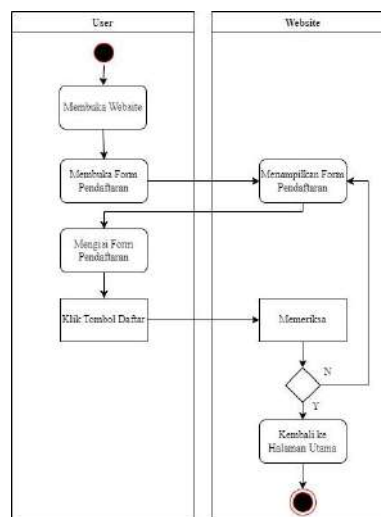 User
Website
Membuka Website
Membuka Form
Pendaftaran
Menampilkan Form
Pendaftaran
Mengisi Form
Pendaftaran
Klik Tombol Daftar
Memeriksa
N
Y
Kembali ke
Halaman Utama